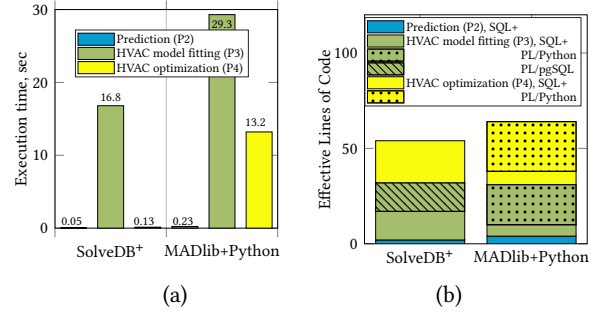 Execution time, sec
30
20
10
0
Prediction (P2)
HVAC model fitting (P3)
HVAC optimization (P4)
0.05
16.8
0.13
0.23
29.3
13.2
SolveDB+
MADlib+Python
(a)
Effective Lines of Code
100
50
0
Prediction (P2), SQL+
HVAC model fitting (P3), SQL+
PL/Python
PL/pgSQL
HVAC optimization (P4), SQL+
PL/Python
SolveDB+
MADlib+Python
(b)